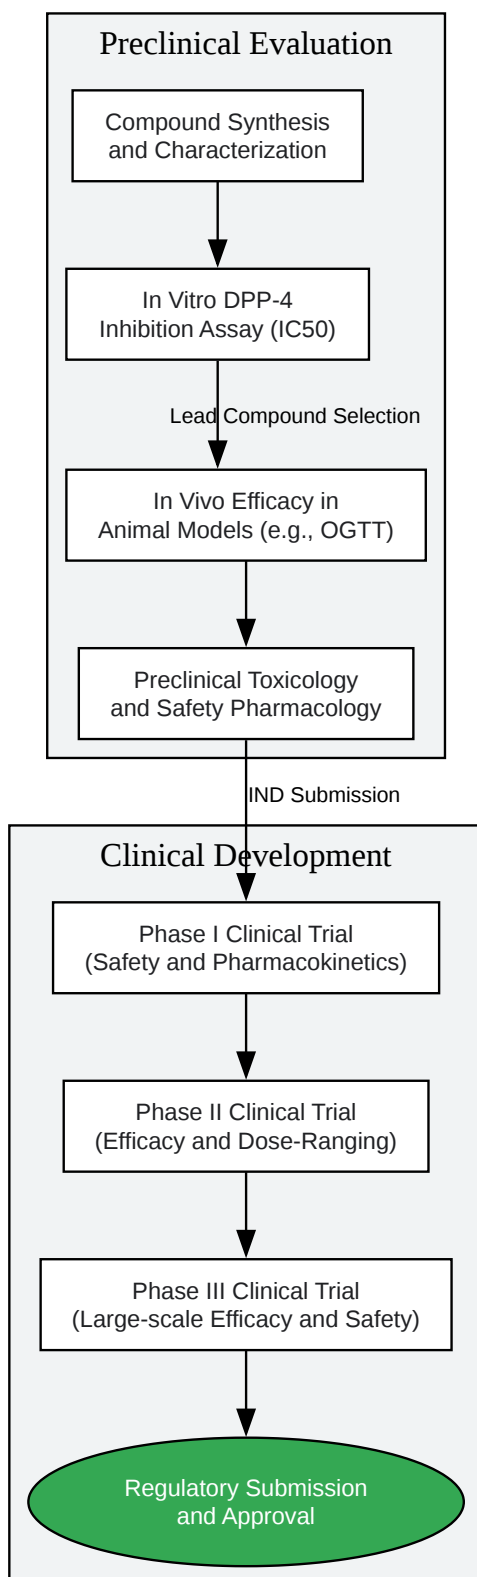 Preclinical Evaluation
Compound Synthesis
and Characterization
In Vitro DPP-4
Inhibition Assay (IC50)
Lead Compound Selection
In Vivo Efficacy in
Animal Models (e.g., OGTT)
Preclinical Toxicology
and Safety Pharmacology
IND Submission
Clinical Development
Phase I Clinical Trial
(Safety and Pharmacokinetics)
Phase II Clinical Trial
(Efficacy and Dose-Ranging)
Phase III Clinical Trial
(Large-scale Efficacy and Safety)
Regulatory Submission
and Approval